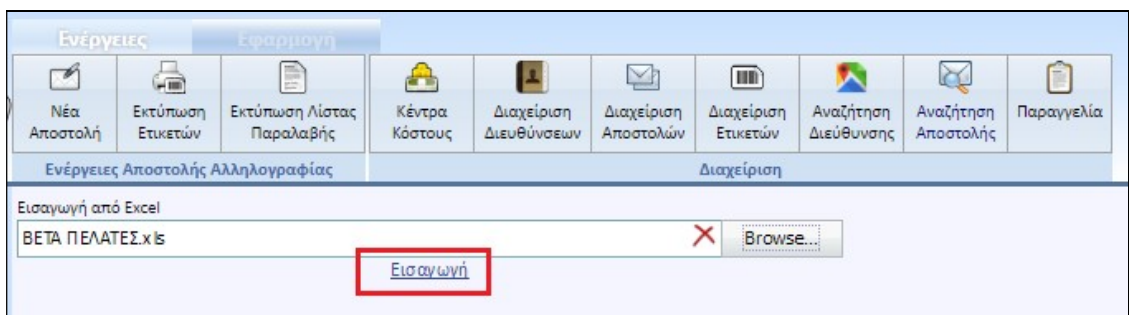 Ενέργειες Εφαρμογή
Νέα Αποστολή
Εκτύπωση Ετικετών
Εκτύπωση Λίστας Παραλαβής
Κέντρα Κόστους
Διαχείριση Διευθύνσεων
Διαχείριση Αποστολών
Διαχείριση Ετικετών
Αναζήτηση Διεύθυνσης
Αναζήτηση Αποστολής
Παραγγελία
Ενέργειες Αποστολής Αλληλογραφίας Διαχείριση
Εισαγωγή από Excel
ΒΕΤΑ ΠΕΛΑΤΕΣ.xls Browse...
Εισαγωγή